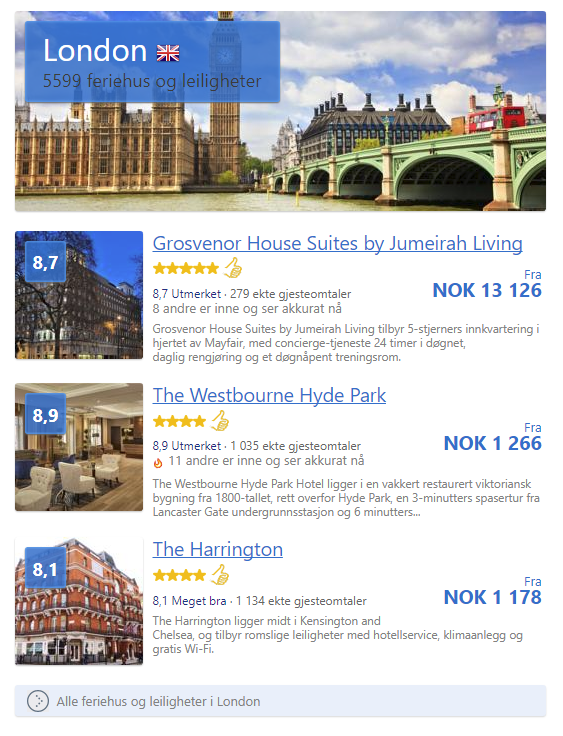 London
5599 feriehus og leiligheter
8,7
Grosvenor House Suites by Jumeirah Living
Fra
8,7 Utmerket · 279 ekte gjesteomtaler
NOK 13 126
8 andre er inne og ser akkurat nå
Grosvenor House Suites by Jumeirah Living tilbyr 5-stjerners innkvartering i
hjertet av Mayfair, med concierge-tjeneste 24 timer i døgnet,
daglig rengjøring og et døgnåpent treningsrom.
8,9
The Westbourne Hyde Park
Fra
8,9 Utmerket · 1 035 ekte gjesteomtaler
NOK 1 266
11 andre er inne og ser akkurat nå
The Westbourne Hyde Park Hotel ligger i en vakkert restaurert viktoriansk
bygning fra 1800-tallet, rett overfor Hyde Park, en 3-minutters spasertur fra
Lancaster Gate undergrunnsstasjon og 6 minutters...
8,1
The Harrington
Fra
8,1 Meget bra · 1 134 ekte gjesteomtaler
NOK 1 178
The Harrington ligger midt i Kensington and
Chelsea, og tilbyr romslige leiligheter med hotellservice, klimaanlegg og
gratis Wi-Fi.
Alle feriehus og leiligheter i London